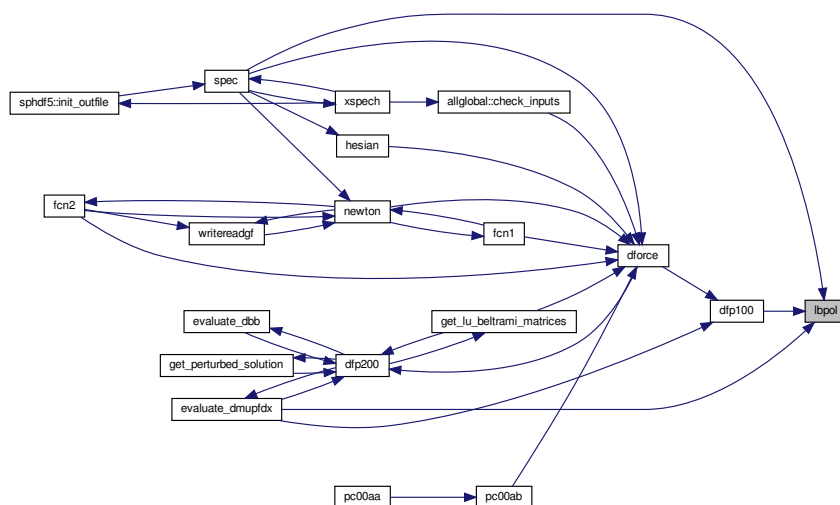 spec
sphdf5::init_outfile
xspech
allglobal::check_inputs
hesian
fcn2
newton
writereadgf
fcn1
dforce
dfp100
lbpol
evaluate_dbb
get_lu_beltrami_matrices
get_perturbed_solution
dfp200
evaluate_dmupfdx
pc00aa
pc00ab